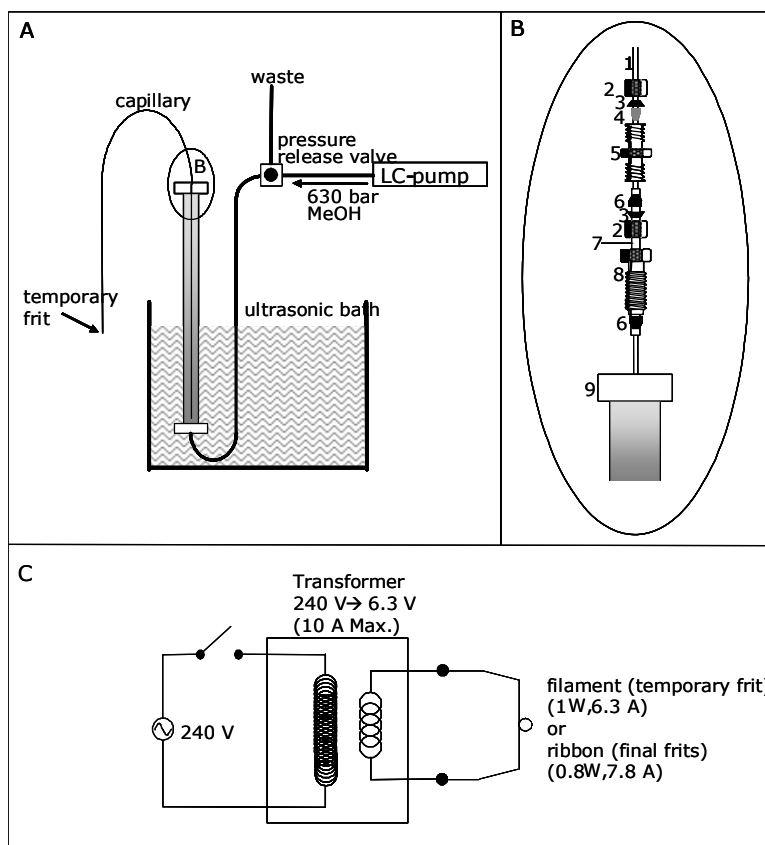 A
waste
capillary
B
pressure
release valve
LC-pump
630 bar
MeOH
temporary
frit
ultrasonic bath
B
1
2
3
4
5
6
3
2
7
8
6
9
C
Transformer
240 V→ 6.3 V
(10 A Max.)
240 V
filament (temporary frit)
(1W,6.3 A)
or
ribbon (final frits)
(0.8W,7.8 A)